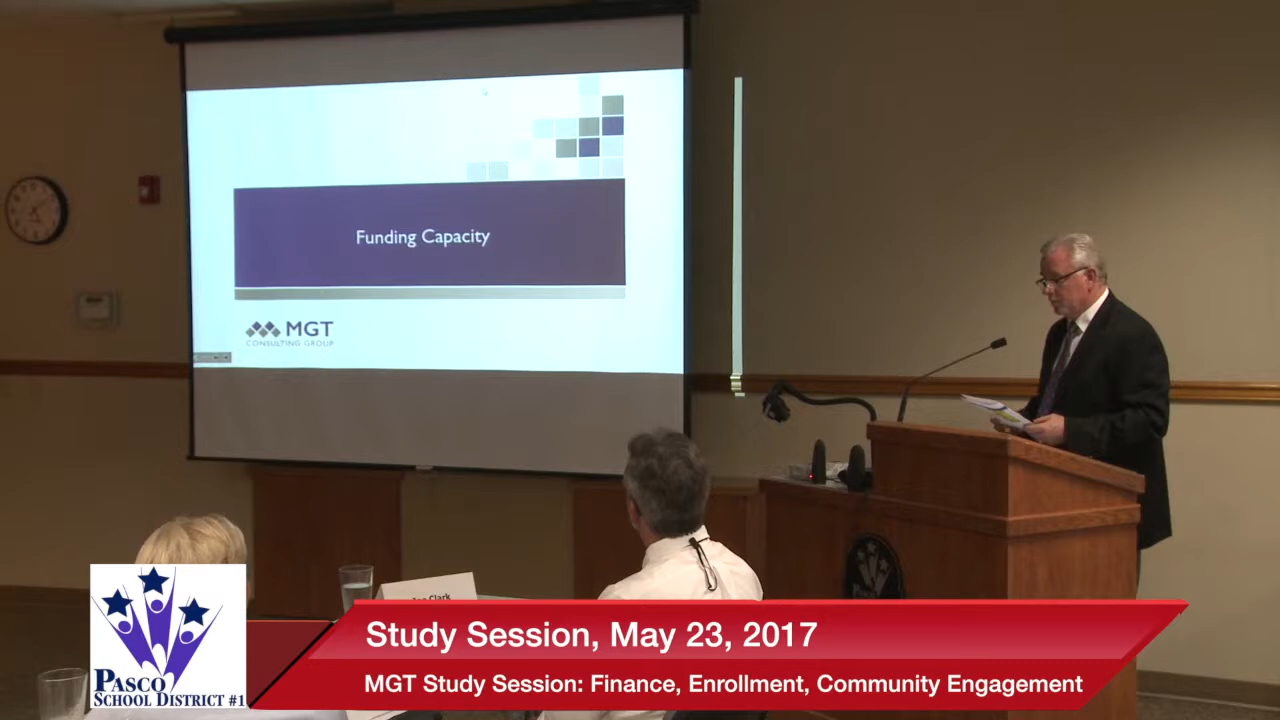 Funding Capacity
MGT
CONSULTING GROUP
Clark
Study Session, May 23, 2017
MGT Study Session: Finance, Enrollment, Community Engagement
PASCO
SCHOOL DISTRICT #1